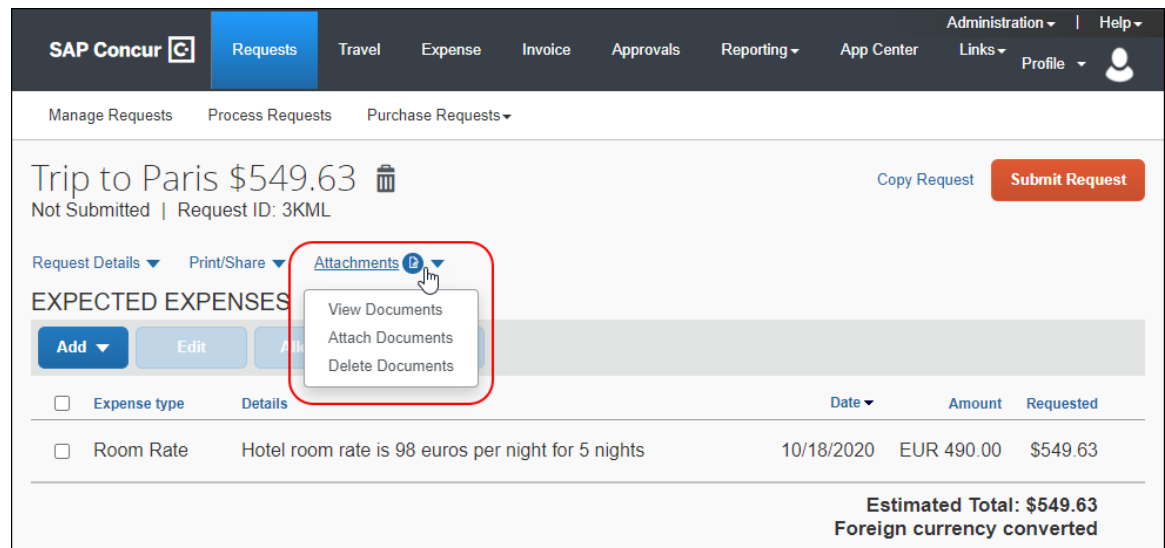 Administration | Help
SAP Concur C Requests Travel Expense Invoice Approvals Reporting App Center Links Profile
Manage Requests Process Requests Purchase Requests
Trip to Paris $549.63
Copy Request Submit Request
Not Submitted | Request ID: 3KML
Request Details Print/Share Attachments
EXPECTED EXPENSES
View Documents
Add Edit Attach Documents
Delete Documents
Expense type Details Date Amount Requested
Room Rate Hotel room rate is 98 euros per night for 5 nights 10/18/2020 EUR 490.00 $549.63
Estimated Total: $549.63
Foreign currency converted